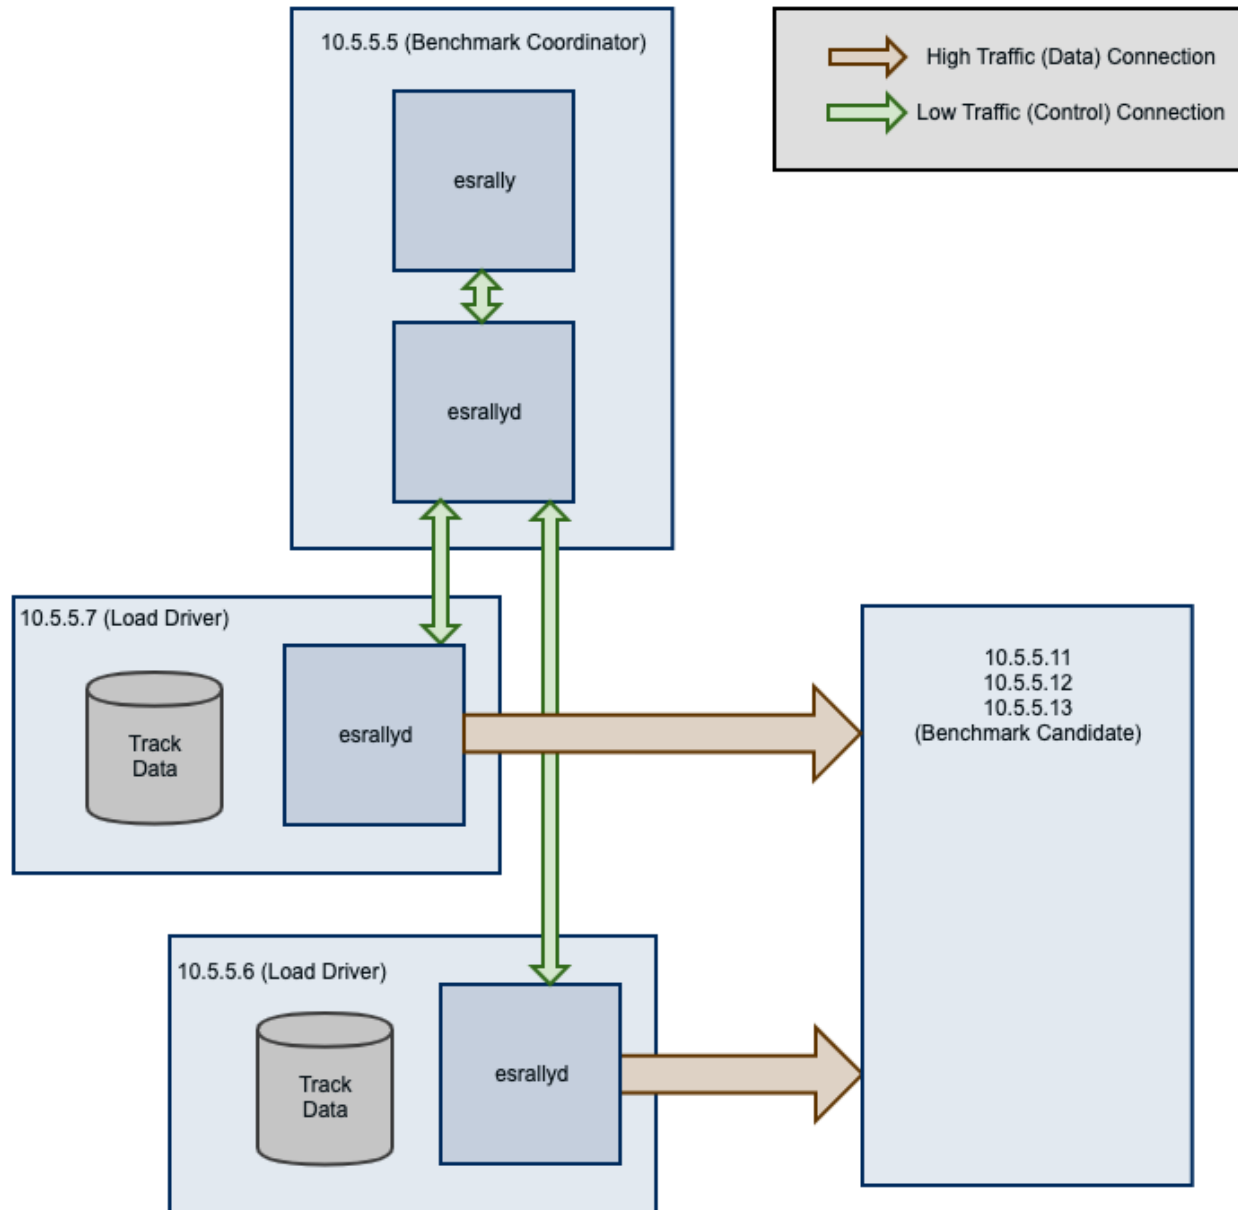 10.5.5.5 (Benchmark Coordinator)
esrally
esrallyd
High Traffic (Data) Connection
Low Traffic (Control) Connection
10.5.5.7 (Load Driver)
Track
Data
esrallyd
10.5.5.11
10.5.5.12
10.5.5.13
(Benchmark Candidate)
10.5.5.6 (Load Driver)
Track
Data
esrallyd